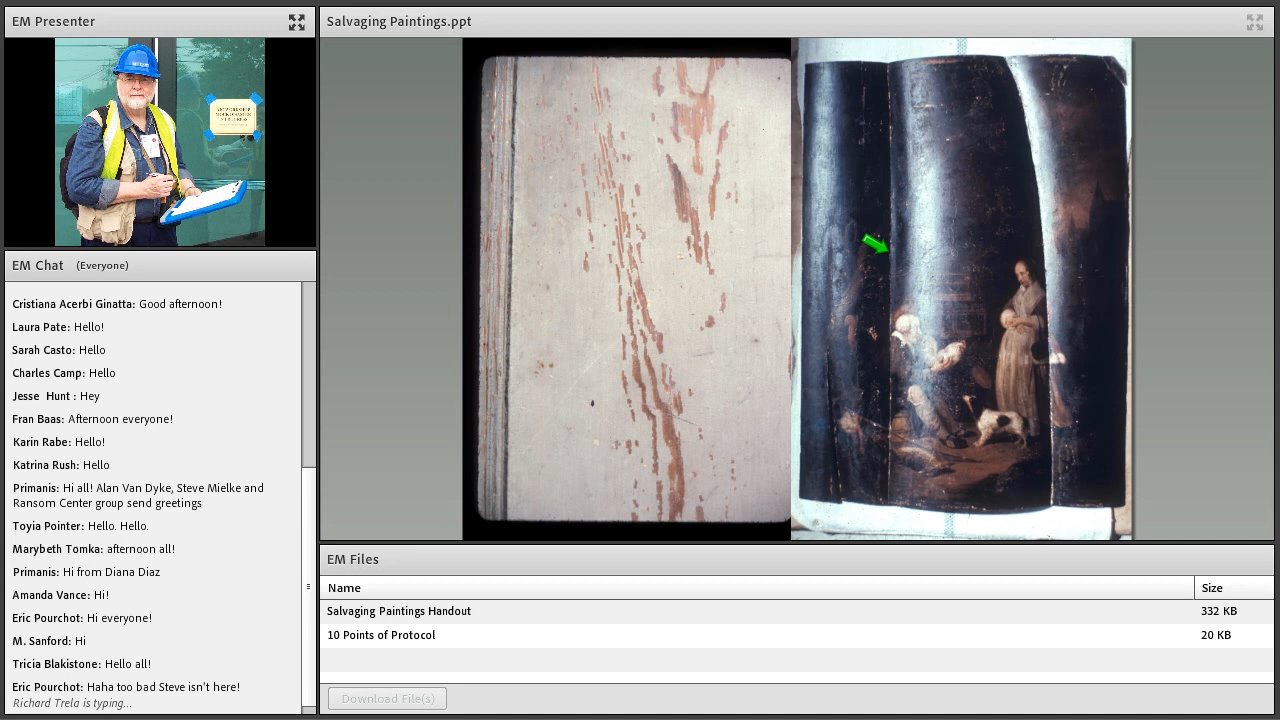 EM Presenter
EM Chat (Everyone)
Cristiana Acerbi Ginatta: Good afternoon!
Laura Pate: Hello!
Sarah Casto: Hello
Charles Camp: Hello
Jesse Hunt : Hey
Fran Baas: Afternoon everyone!
Karin Rabe: Hello!
Katrina Rush: Hello
Primanis: Hi all! Alan Van Dyke, Steve Mielke and
Ransom Center group send greetings
Toyia Pointer: Hello. Hello.
Marybeth Tomka: afternoon all!
Primanis: Hi from Diana Diaz
Amanda Vance: Hi!
Eric Pourchot: Hi everyone!
M. Sanford: Hi
Tricia Blakistone: Hello all!
Eric Pourchot: Haha too bad Steve isn't here!
Richard Trela is typing...
Salvaging Paintings.ppt
EM Files
Name Size
Salvaging Paintings Handout 332 KB
10 Points of Protocol 20 KB
Download File(s)